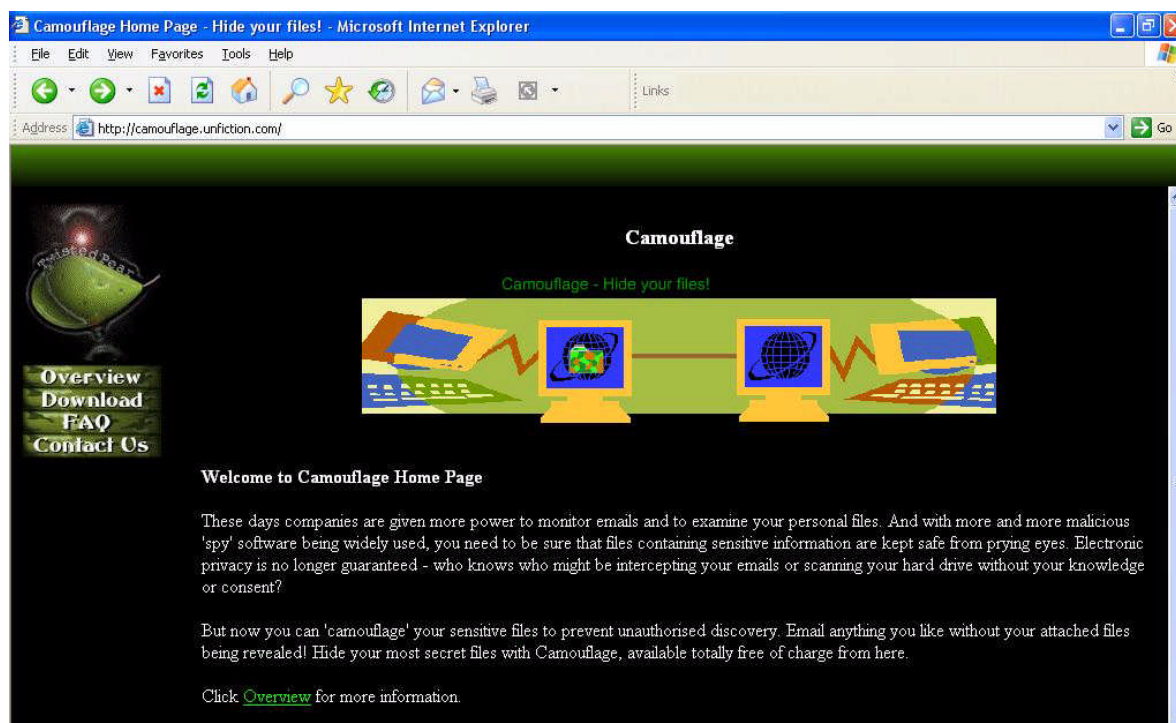 Camouflage Home Page - Hide your files! - Microsoft Internet Explorer
File Edit View Favorites Tools Help
Links
Address http://camouflage.unfiction.com/ Go
Twisted Pear
Camouflage
Camouflage - Hide your files!
Overview
Download
FAQ
Contact Us
Welcome to Camouflage Home Page
These days companies are given more power to monitor emails and to examine your personal files. And with more and more malicious
'spy' software being widely used, you need to be sure that files containing sensitive information are kept safe from prying eyes. Electronic
privacy is no longer guaranteed - who knows who might be intercepting your emails or scanning your hard drive without your knowledge
or consent?
But now you can 'camouflage' your sensitive files to prevent unauthorised discovery. Email anything you like without your attached files
being revealed! Hide your most secret files with Camouflage, available totally free of charge from here.
Click Overview for more information.